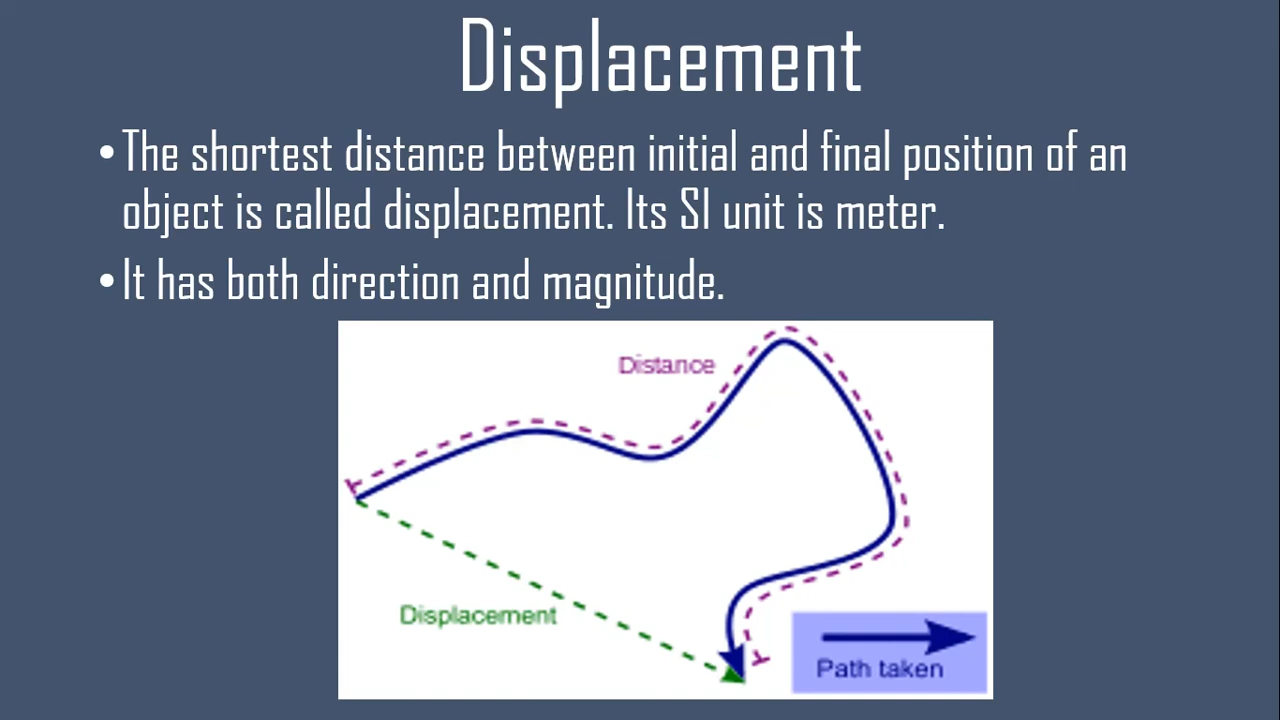 Displacement
•The shortest distance between initial and final position of an
object is called displacement. Its SI unit is meter.
•It has both direction and magnitude.
Distance
Displacement
Path taken